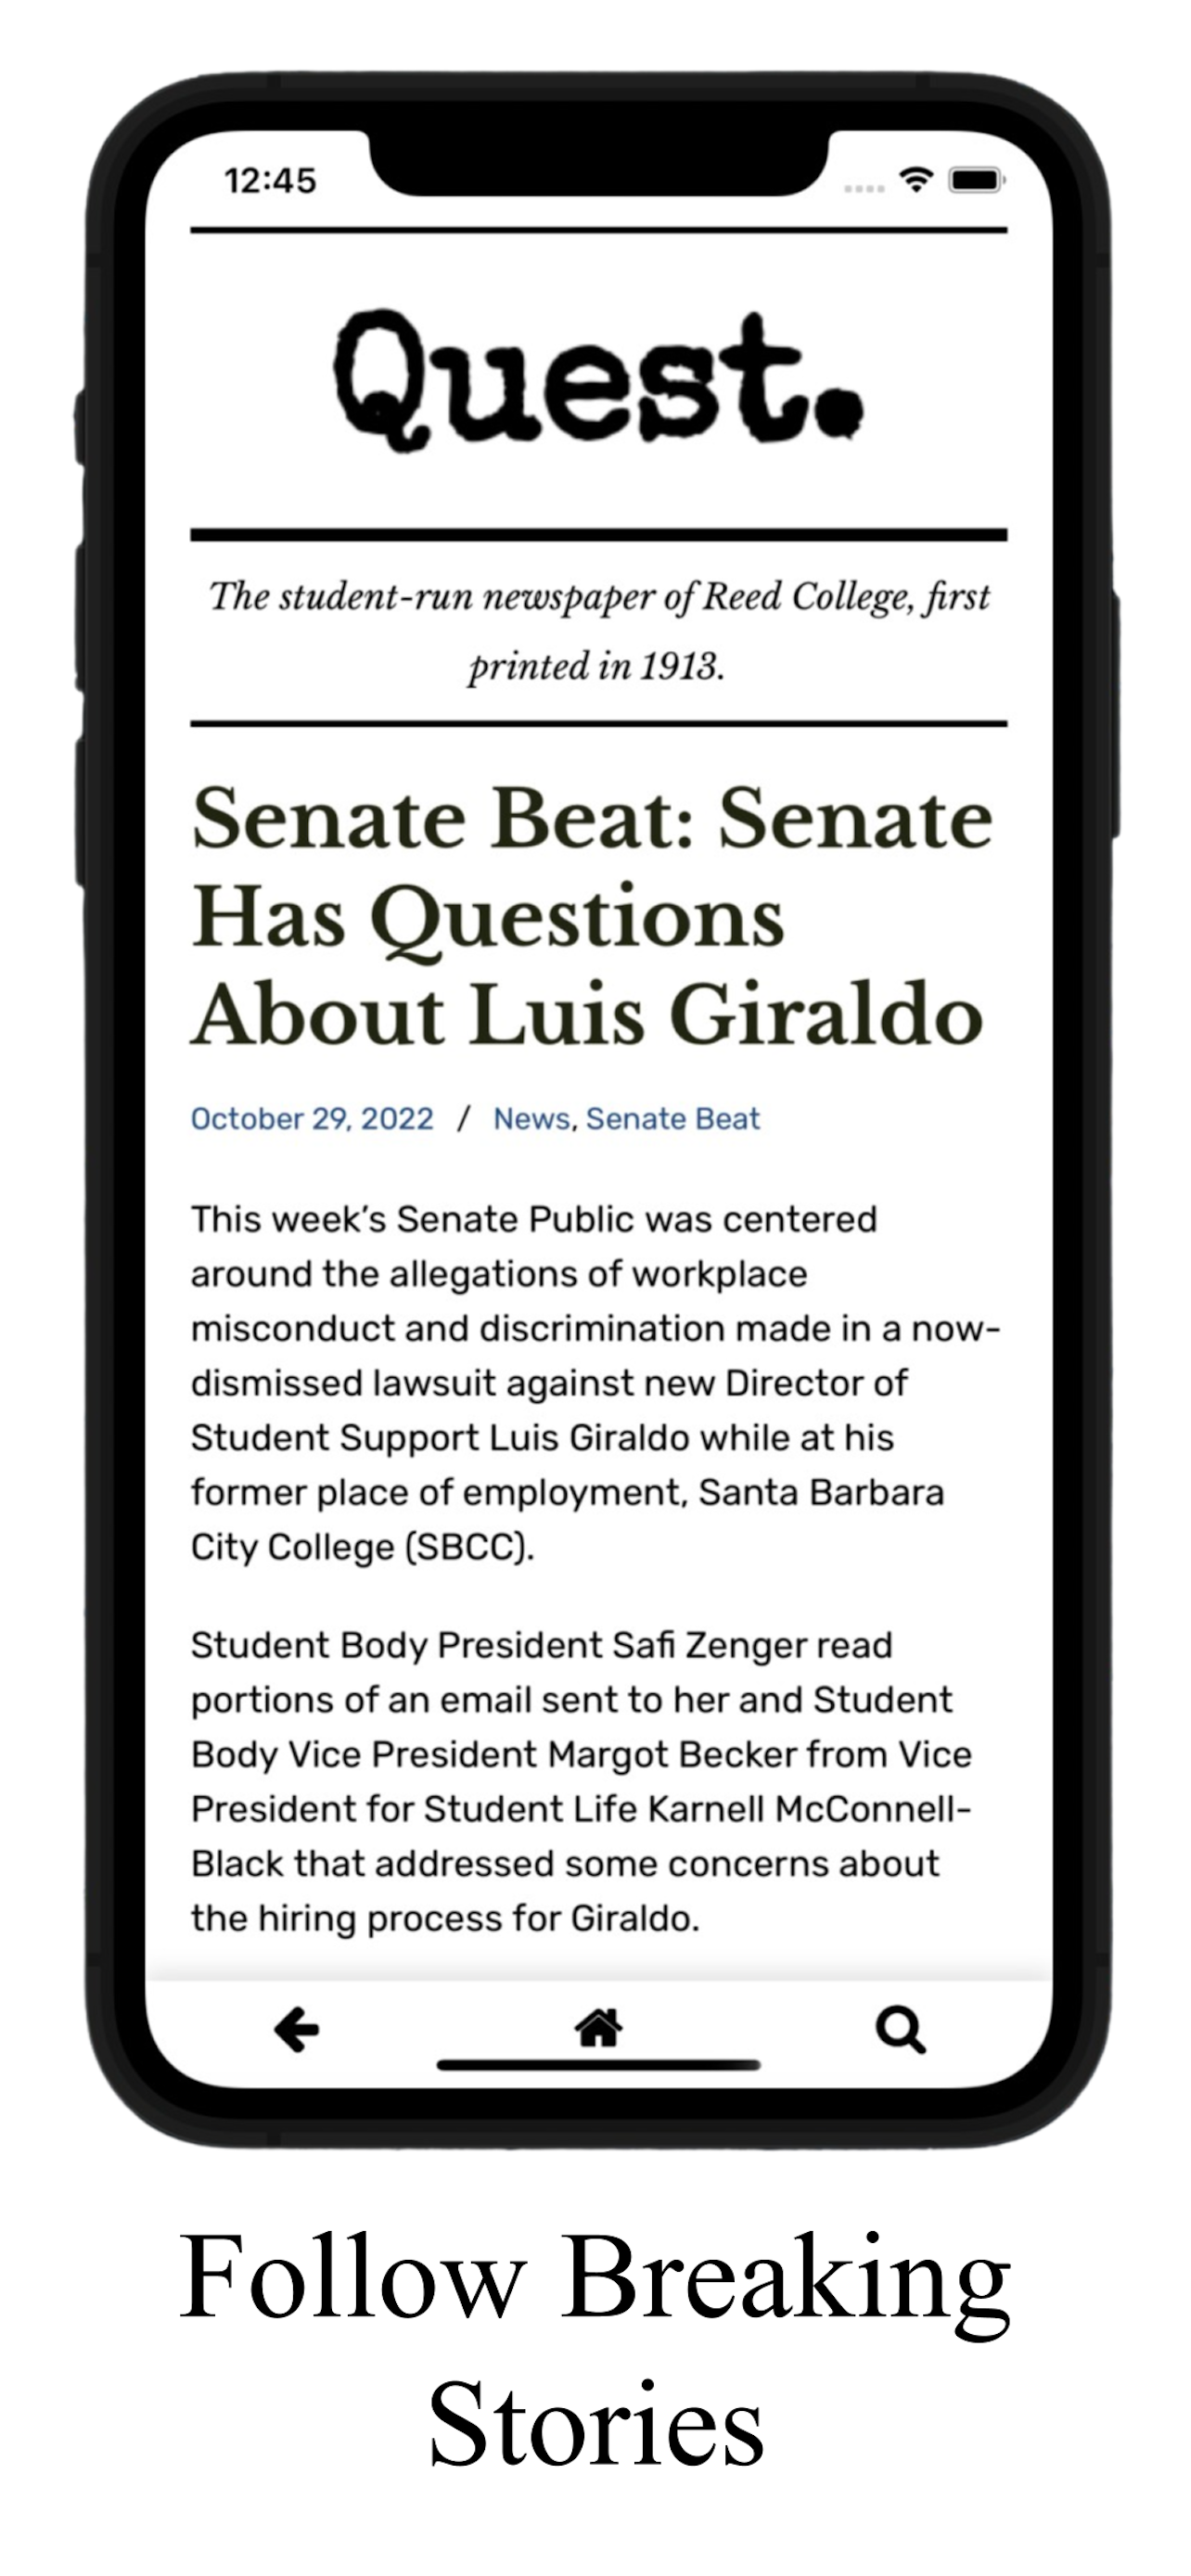 12:45
Quest.
The student-run newspaper of Reed College, first
printed in 1913.
Senate Beat: Senate
Has Questions
About Luis Giraldo
October 29, 2022 / News, Senate Beat
This week’s Senate Public was centered
around the allegations of workplace
misconduct and discrimination made in a now-
dismissed lawsuit against new Director of
Student Support Luis Giraldo while at his
former place of employment, Santa Barbara
City College (SBCC).
Student Body President Safi Zenger read
portions of an email sent to her and Student
Body Vice President Margot Becker from Vice
President for Student Life Karnell McConnell-
Black that addressed some concerns about
the hiring process for Giraldo.
Follow Breaking
Stories